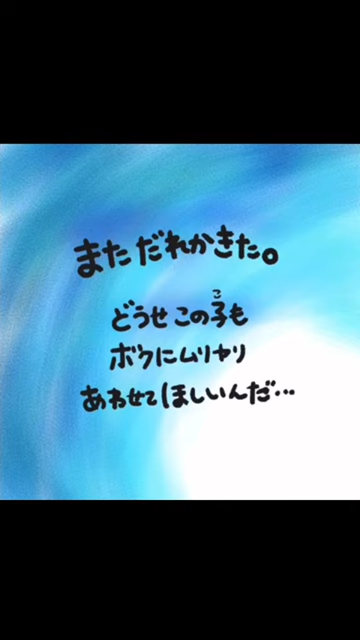 まただれかきた。
どうせこの子も
ボクにムリヤリ
あわせてほしいんだ…